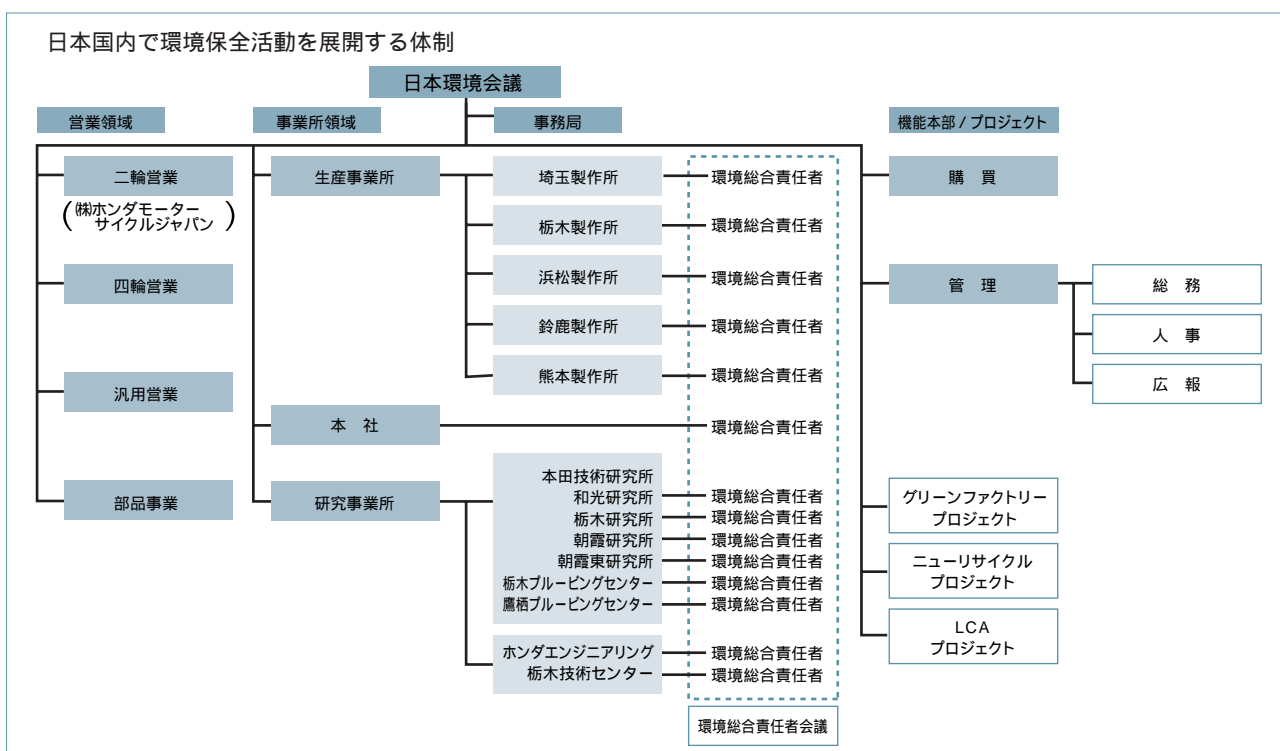 日本国内で環境保全活動を展開する体制
日本環境会議
営業領域
事業所領域
事務局
機能本部 / プロジェクト
二輪営業
(㈱ホンダモーター
サイクルジャパン)
四輪営業
汎用営業
部品事業
生産事業所
埼玉製作所
環境総合責任者
栃木製作所
環境総合責任者
浜松製作所
環境総合責任者
鈴鹿製作所
環境総合責任者
熊本製作所
環境総合責任者
本 社
環境総合責任者
研究事業所
本田技術研究所
和光研究所
環境総合責任者
栃木研究所
環境総合責任者
朝霞研究所
環境総合責任者
朝霞東研究所
環境総合責任者
栃木プルービングセンター
環境総合責任者
鷹栖プルービングセンター
環境総合責任者
ホンダエンジニアリング
環境総合責任者
栃木技術センター
環境総合責任者
環境総合責任者会議
購 買
管 理
総 務
人 事
広 報
グリーンファクトリー
プロジェクト
ニューリサイクル
プロジェクト
LCA
プロジェクト